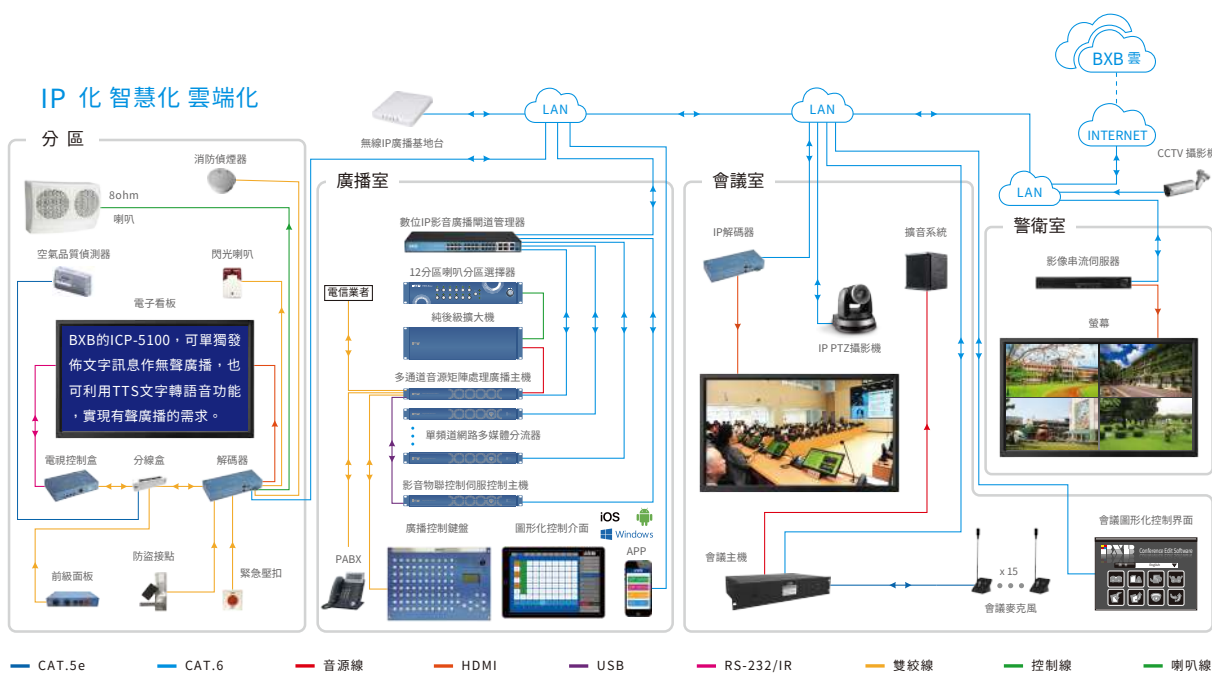 IP 化 智慧化 雲端化
BXB 雲
INTERNET
LAN
LAN
LAN
無線IP廣播基地台
CCTV 攝影機
分 區
消防偵煙器
8ohm
喇叭
空氣品質偵測器
閃光喇叭
電子看板
BXB的ICP-5100，可單獨發
佈文字訊息作無聲廣播，也
可利用TTS文字轉語音功能
，實現有聲廣播的需求。
電視控制盒
分線盒
解碼器
前級面板
防盜接點
緊急壓扣
廣播室
數位IP影音廣播閘道管理器
12分區喇叭分區選擇器
電信業者
純後級擴大機
多通道音源矩陣處理廣播主機
單頻道網路多媒體分流器
影音物聯控制伺服控制主機
廣播控制鍵盤
圖形化控制介面
iOS
Windows
APP
PABX
會議室
IP解碼器
擴音系統
IP PTZ攝影機
會議主機
x 15
會議麥克風
會議圖形化控制界面
BXB
Conference Edit Software
English
警衛室
影像串流伺服器
螢幕
CAT.5e
CAT.6
音源線
HDMI
USB
RS-232/IR
雙絞線
控制線
喇叭線